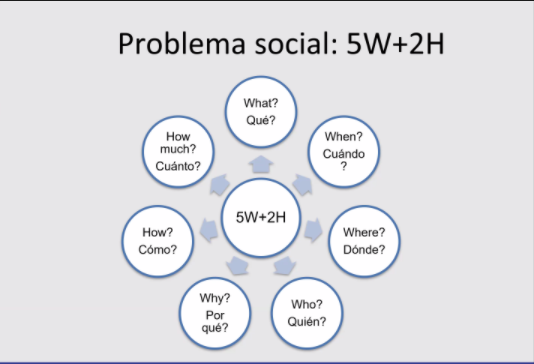 Problema social: 5W+2H
What?
Qué?
When?
Cuándo
?
Where?
Dónde?
Who?
Quién?
Why?
Por
qué?
How?
Cómo?
How
much?
Cuánto?
5W+2H